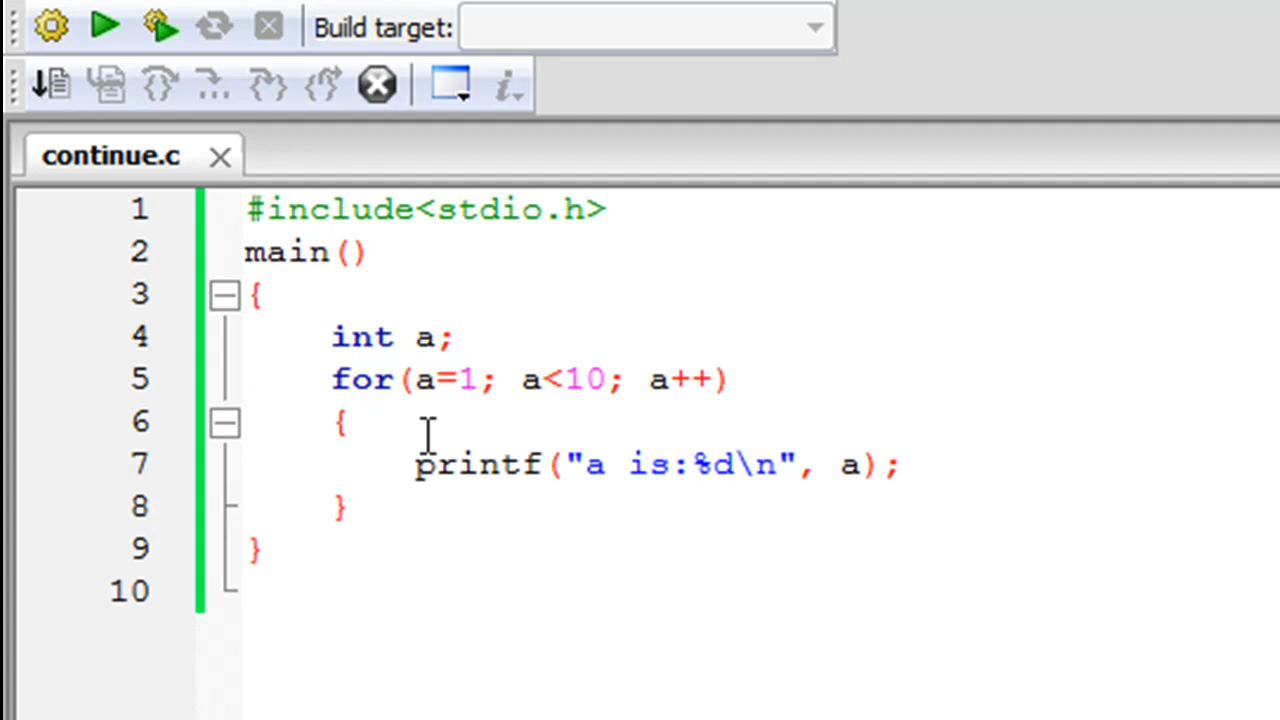 Build target:
continue.c
1 #include<stdio.h>
2 main()
3 {
4 int a;
5 for(a=1; a<10; a++)
6 {
7 printf("a is:%d\n", a);
8 }
9 }
10